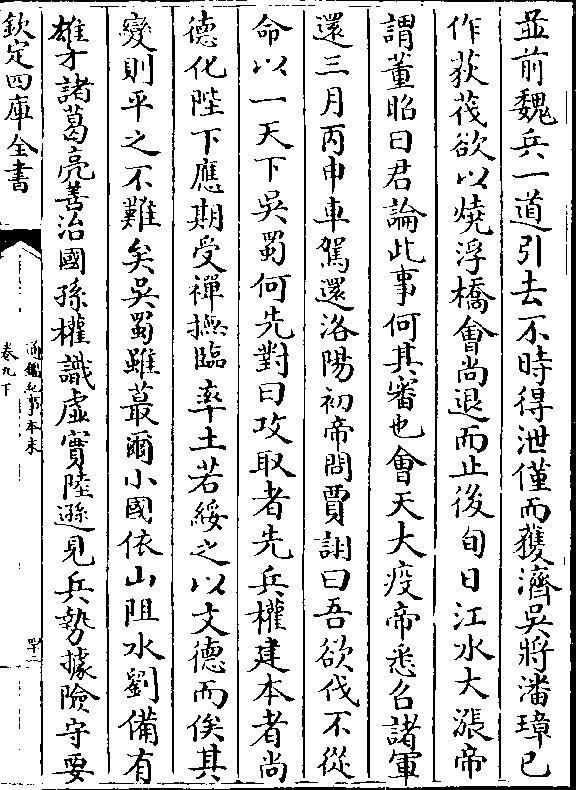 並前魏兵一道引去不時得泄僅而獲濟吳將潘璋已
作荻茷欲以燒浮橋會尚退而止後旬日江水大漲帝
謂董昭曰君論此事何其審也會天大疫帝悉召諸軍
還三月丙申車駕還洛陽初帝問賈詡曰吾欲伐不從
命以一天下吳蜀何先對曰攻取者先兵權建本者尚
德化陛下應期受禪撫臨率土若綏之以文德而俟其
變則平之不難矣吳蜀雖蕞爾小國依山阻水劉備有
雄才諸葛亮善治國孫權識虛實陸遜見兵勢據險守要
欽定四庫全書
通鑑紀事本末
卷九下
四十二